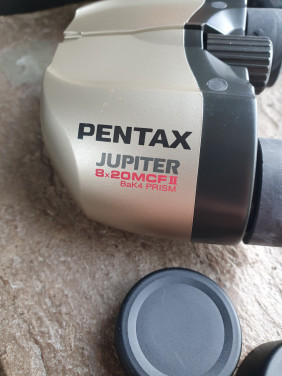 PENTAX
JUPITER
8x20MCF II
BaK4 PRISM